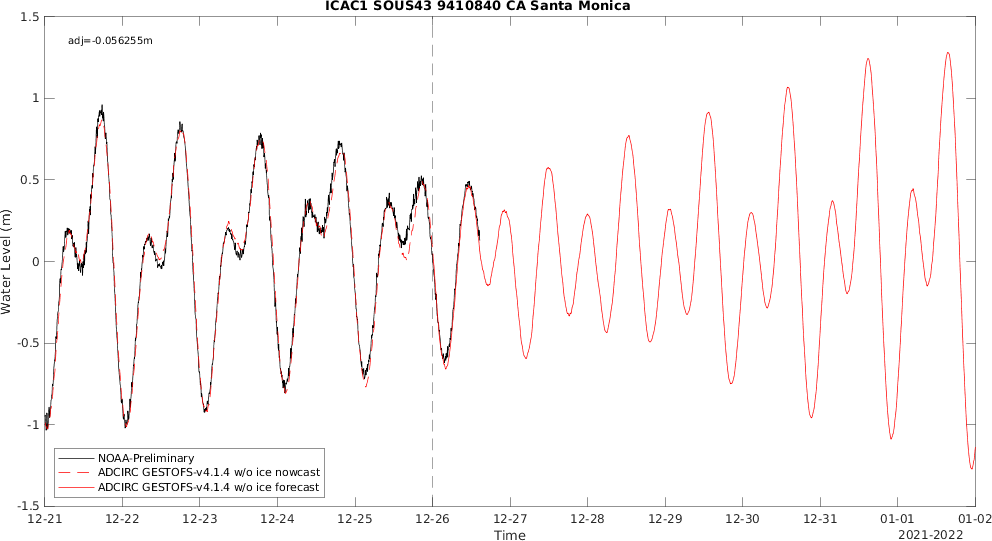 ICAC1 SOUS43 9410840 CA Santa Monica
adj=-0.056255m
1.5
1
0.5
0
-0.5
-1
-1.5
Water Level (m)
NOAA-Preliminary
ADCIRC GESTOFS-v4.1.4 w/o ice nowcast
ADCIRC GESTOFS-v4.1.4 w/o ice forecast
12-21 12-22 12-23 12-24 12-25 12-26 12-27 12-28 12-29 12-30 12-31 01-01 01-02
Time
2021-2022